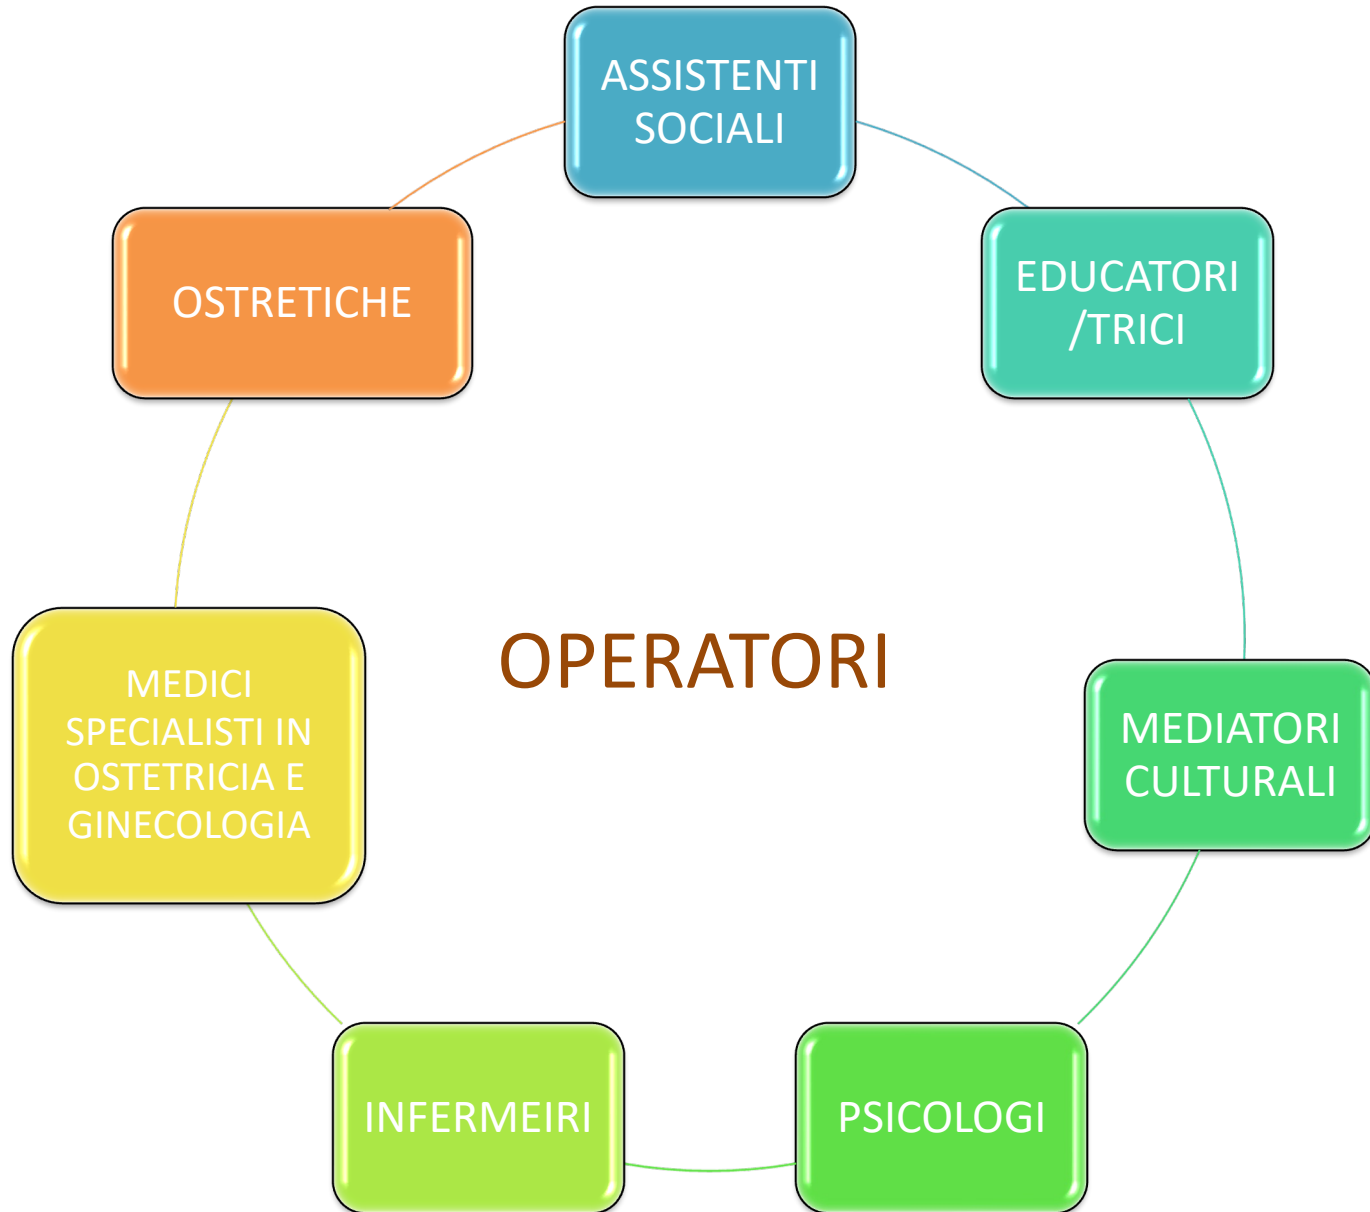 ASSISTENTI
SOCIALI
EDUCATORI
/TRICI
MEDIATORI
CULTURALI
PSICOLOGI
INFERMEIRI
MEDICI
SPECIALISTI IN
OSTETRICIA E
GINECOLOGIA
OSTRETICHE
OPERATORI